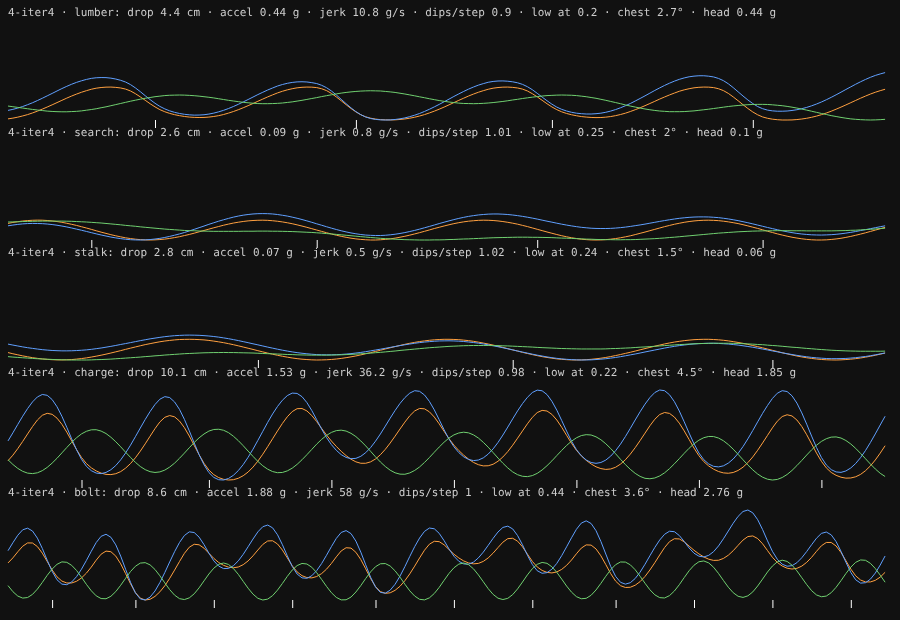 4-iter4 · lumber: drop 4.4 cm · accel 0.44 g · jerk 10.8 g/s · dips/step 0.9 · low at 0.2 · chest 2.7° · head 0.44 g
4-iter4 · search: drop 2.6 cm · accel 0.09 g · jerk 0.8 g/s · dips/step 1.01 · low at 0.25 · chest 2° · head 0.1 g
4-iter4 · stalk: drop 2.8 cm · accel 0.07 g · jerk 0.5 g/s · dips/step 1.02 · low at 0.24 · chest 1.5° · head 0.06 g
4-iter4 · charge: drop 10.1 cm · accel 1.53 g · jerk 36.2 g/s · dips/step 0.98 · low at 0.22 · chest 4.5° · head 1.85 g
4-iter4 · bolt: drop 8.6 cm · accel 1.88 g · jerk 58 g/s · dips/step 1 · low at 0.44 · chest 3.6° · head 2.76 g